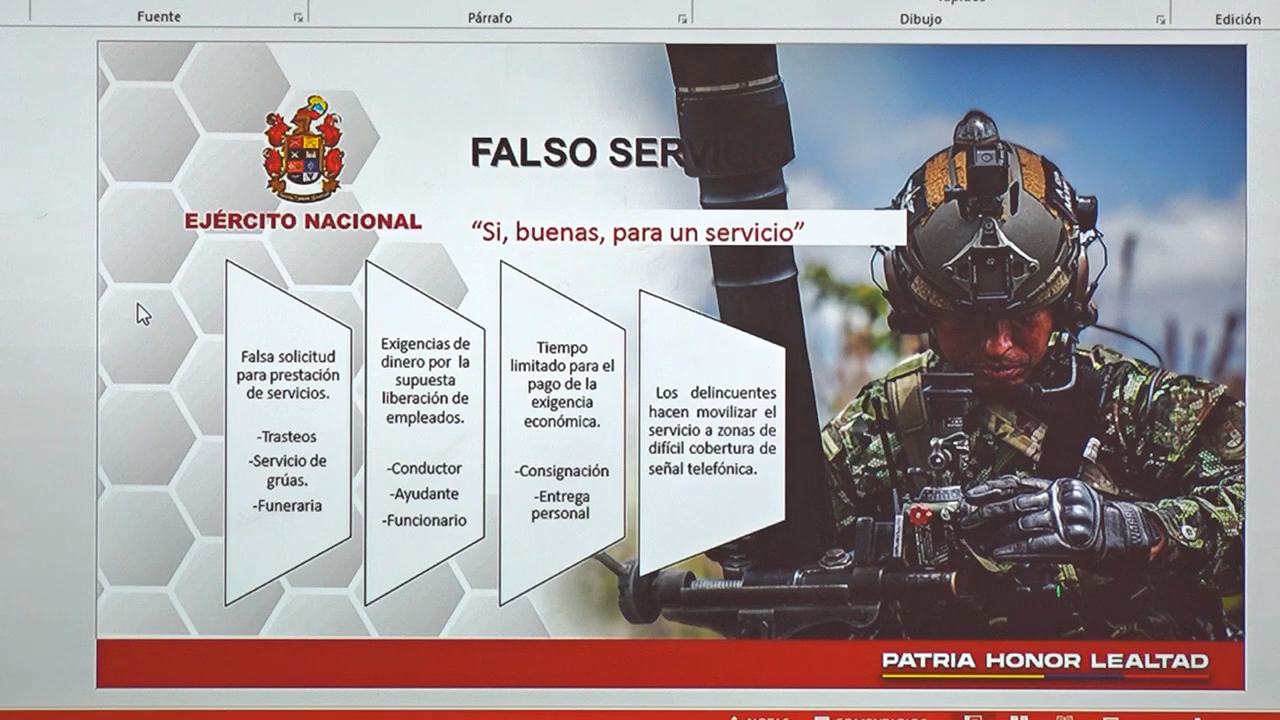 Fuente
Párrafo
Dibujo
Edición
FALSO SERVICIO
EJÉRCITO NACIONAL
“Si, buenas, para un servicio”
Falsa solicitud
para prestación
de servicios.
-Trasteos
-Servicio de
grúas.
-Funeraria
Exigencias de
dinero por la
supuesta
liberación de
empleados.
-Conductor
-Ayudante
-Funcionario
Tiempo
limitado para el
pago de la
exigencia
económica.
-Consignación
-Entrega
personal
Los delincuentes
hacen movilizar el
servicio a zonas de
difícil cobertura de
señal telefónica.
PATRIA HONOR LEALTAD